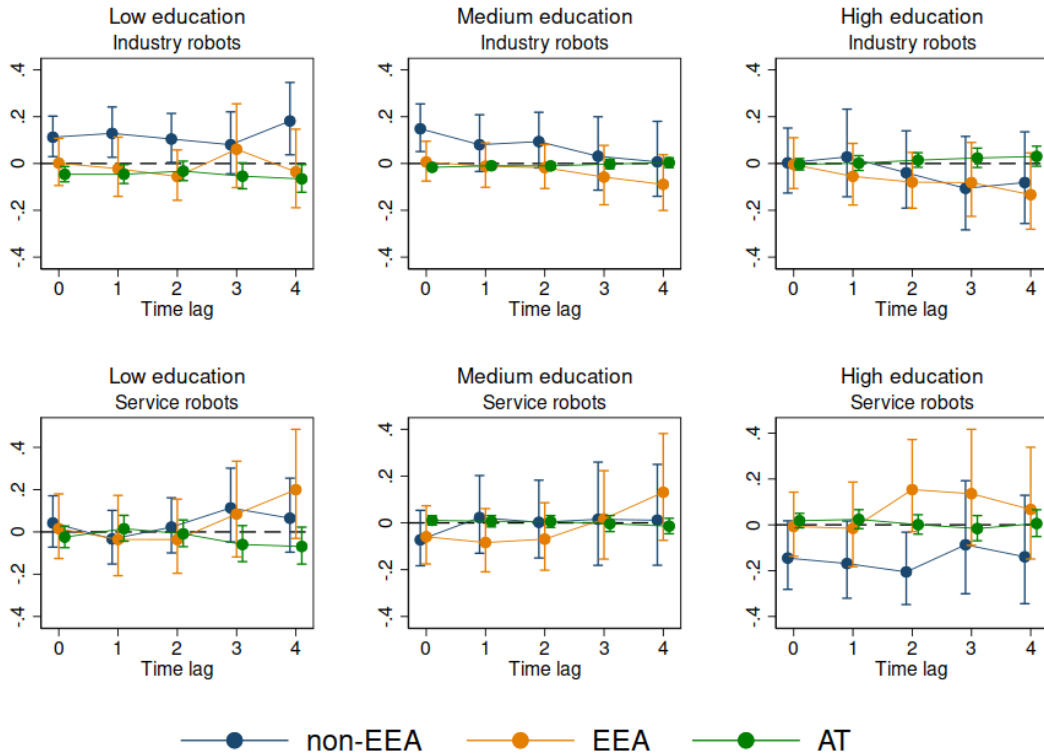 Low education
Industry robots
.4
.2
0
-.2
-.4
0 1 2 3 4
Time lag
Medium education
Industry robots
.4
.2
0
-.2
-.4
0 1 2 3 4
Time lag
High education
Industry robots
.4
.2
0
-.2
-.4
0 1 2 3 4
Time lag
Low education
Service robots
.4
.2
0
-.2
-.4
0 1 2 3 4
Time lag
Medium education
Service robots
.4
.2
0
-.2
-.4
0 1 2 3 4
Time lag
High education
Service robots
.4
.2
0
-.2
-.4
0 1 2 3 4
Time lag
non-EEA EEA AT